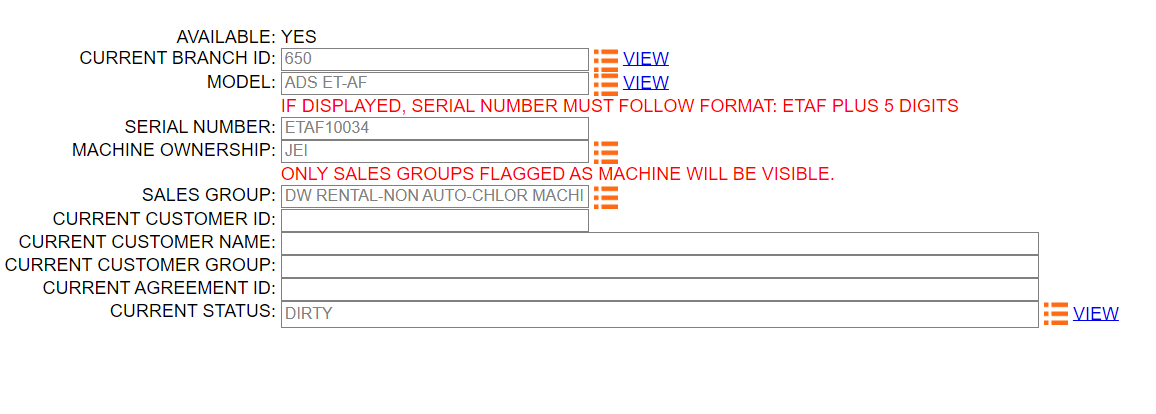 AVAILABLE: YES
CURRENT BRANCH ID: 650 VIEW
MODEL: ADS ET-AF VIEW
IF DISPLAYED, SERIAL NUMBER MUST FOLLOW FORMAT: ETAF PLUS 5 DIGITS
SERIAL NUMBER: ETAF10034
MACHINE OWNERSHIP: JEI
ONLY SALES GROUPS FLAGGED AS MACHINE WILL BE VISIBLE.
SALES GROUP: DW RENTAL-NON AUTO-CHLOR MACHI
CURRENT CUSTOMER ID:
CURRENT CUSTOMER NAME:
CURRENT CUSTOMER GROUP:
CURRENT AGREEMENT ID:
CURRENT STATUS: DIRTY VIEW